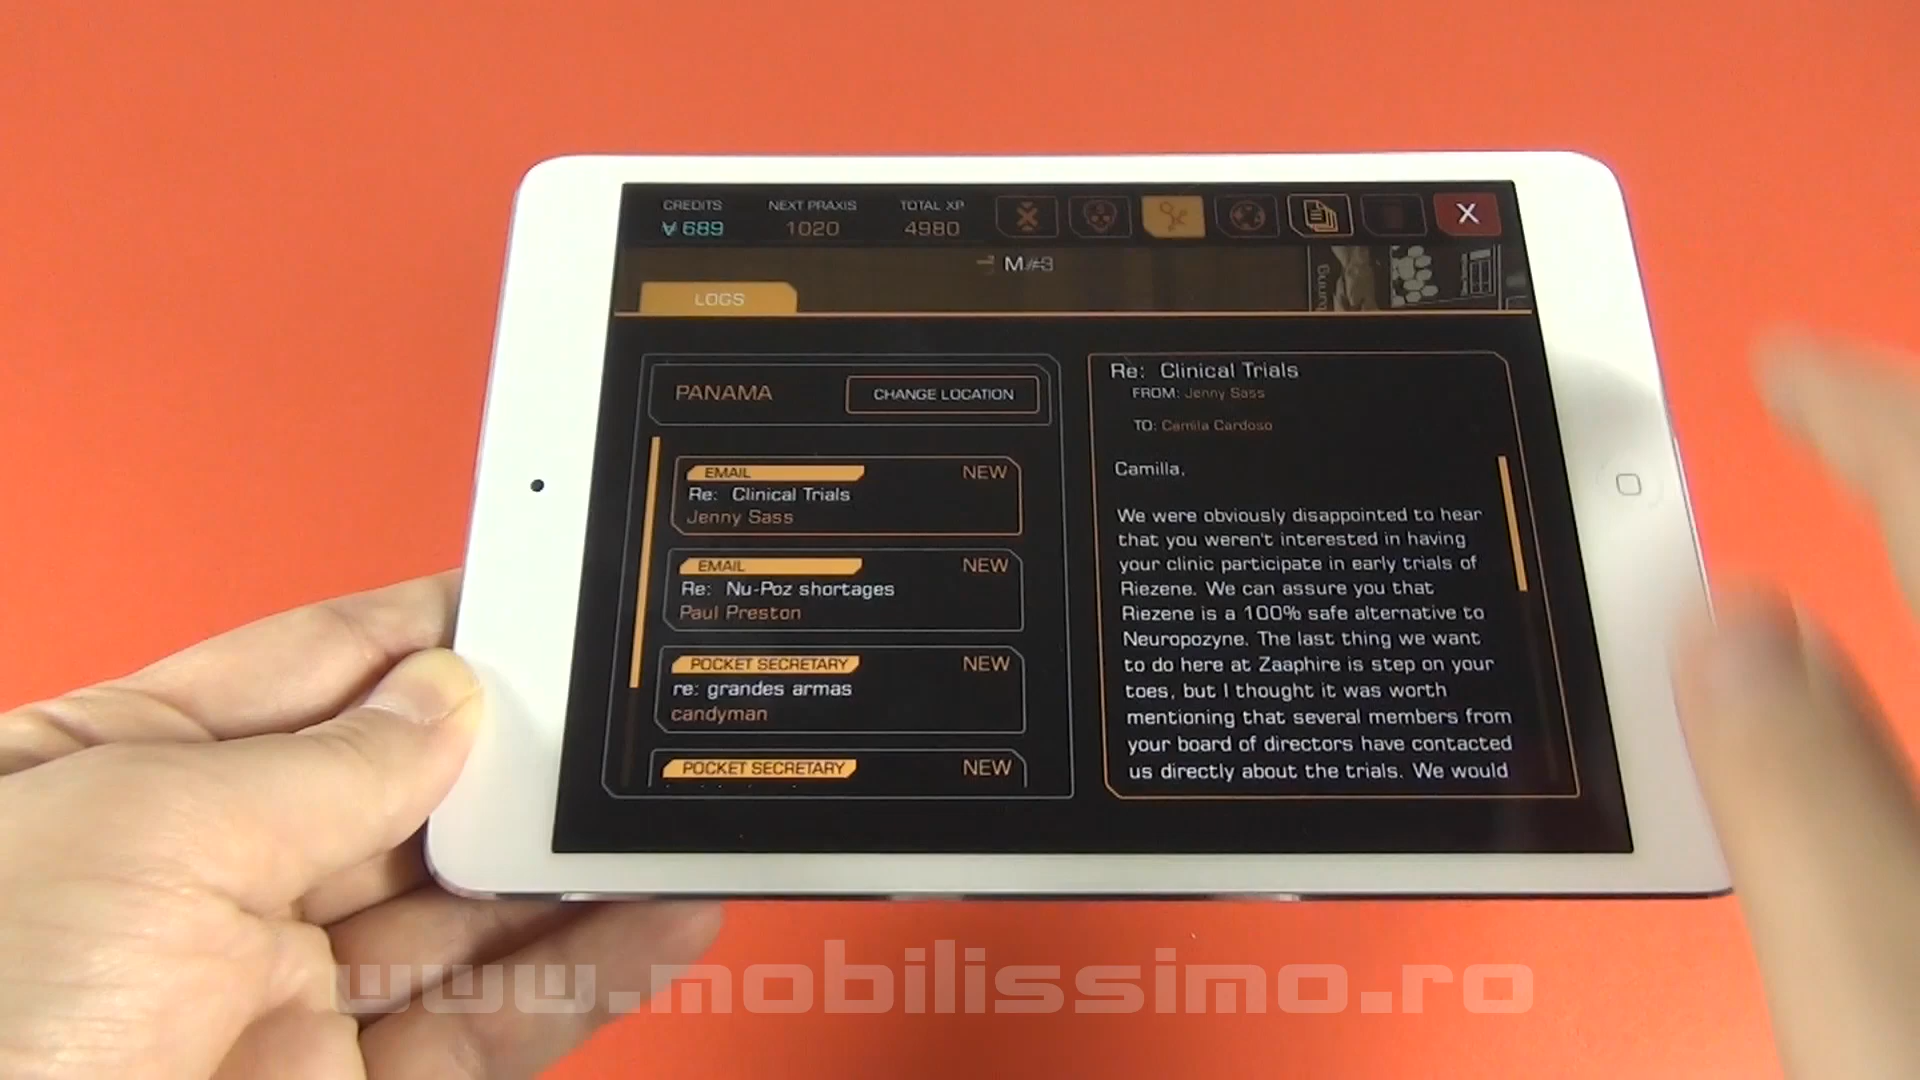 CREDITS NEXT PRAXIS TOTAL XP
689 1020 4980
X
LOGS
PANAMA CHANGE LOCATION
EMAIL NEW
Re: Clinical Trials
Jenny Sass
EMAIL NEW
Re: Nu-Poz shortages
Paul Preston
POCKET SECRETARY NEW
re: grandes armas
candyman
POCKET SECRETARY NEW
Re: Clinical Trials
FROM: Jenny Sass
TO: Camila Cardoso
Camilla,
We were obviously disappointed to hear
that you weren't interested in having
your clinic participate in early trials of
Riezene. We can assure you that
Riezene is a 100% safe alternative to
Neuropozyne. The last thing we want
to do here at Zaaphire is step on your
toes, but I thought it was worth
mentioning that several members from
your board of directors have contacted
us directly about the trials. We would
www.mobilissimo.ro